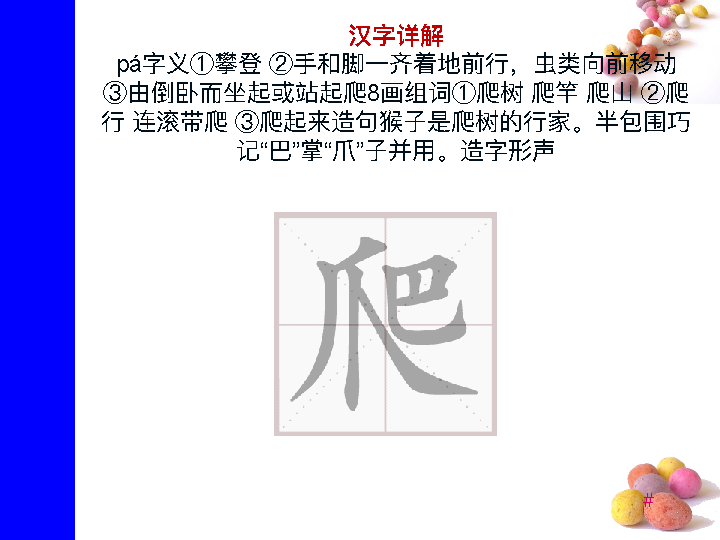 汉字详解
pá字义①攀登 ②手和脚一齐着地前行，虫类向前移动
③由倒卧而坐起或站起爬8画组词①爬树 爬竿 爬山 ②爬
行 连滚带爬 ③爬起来造句猴子是爬树的行家。半包围巧
记“巴”掌“爪”子并用。造字形声
爬
#